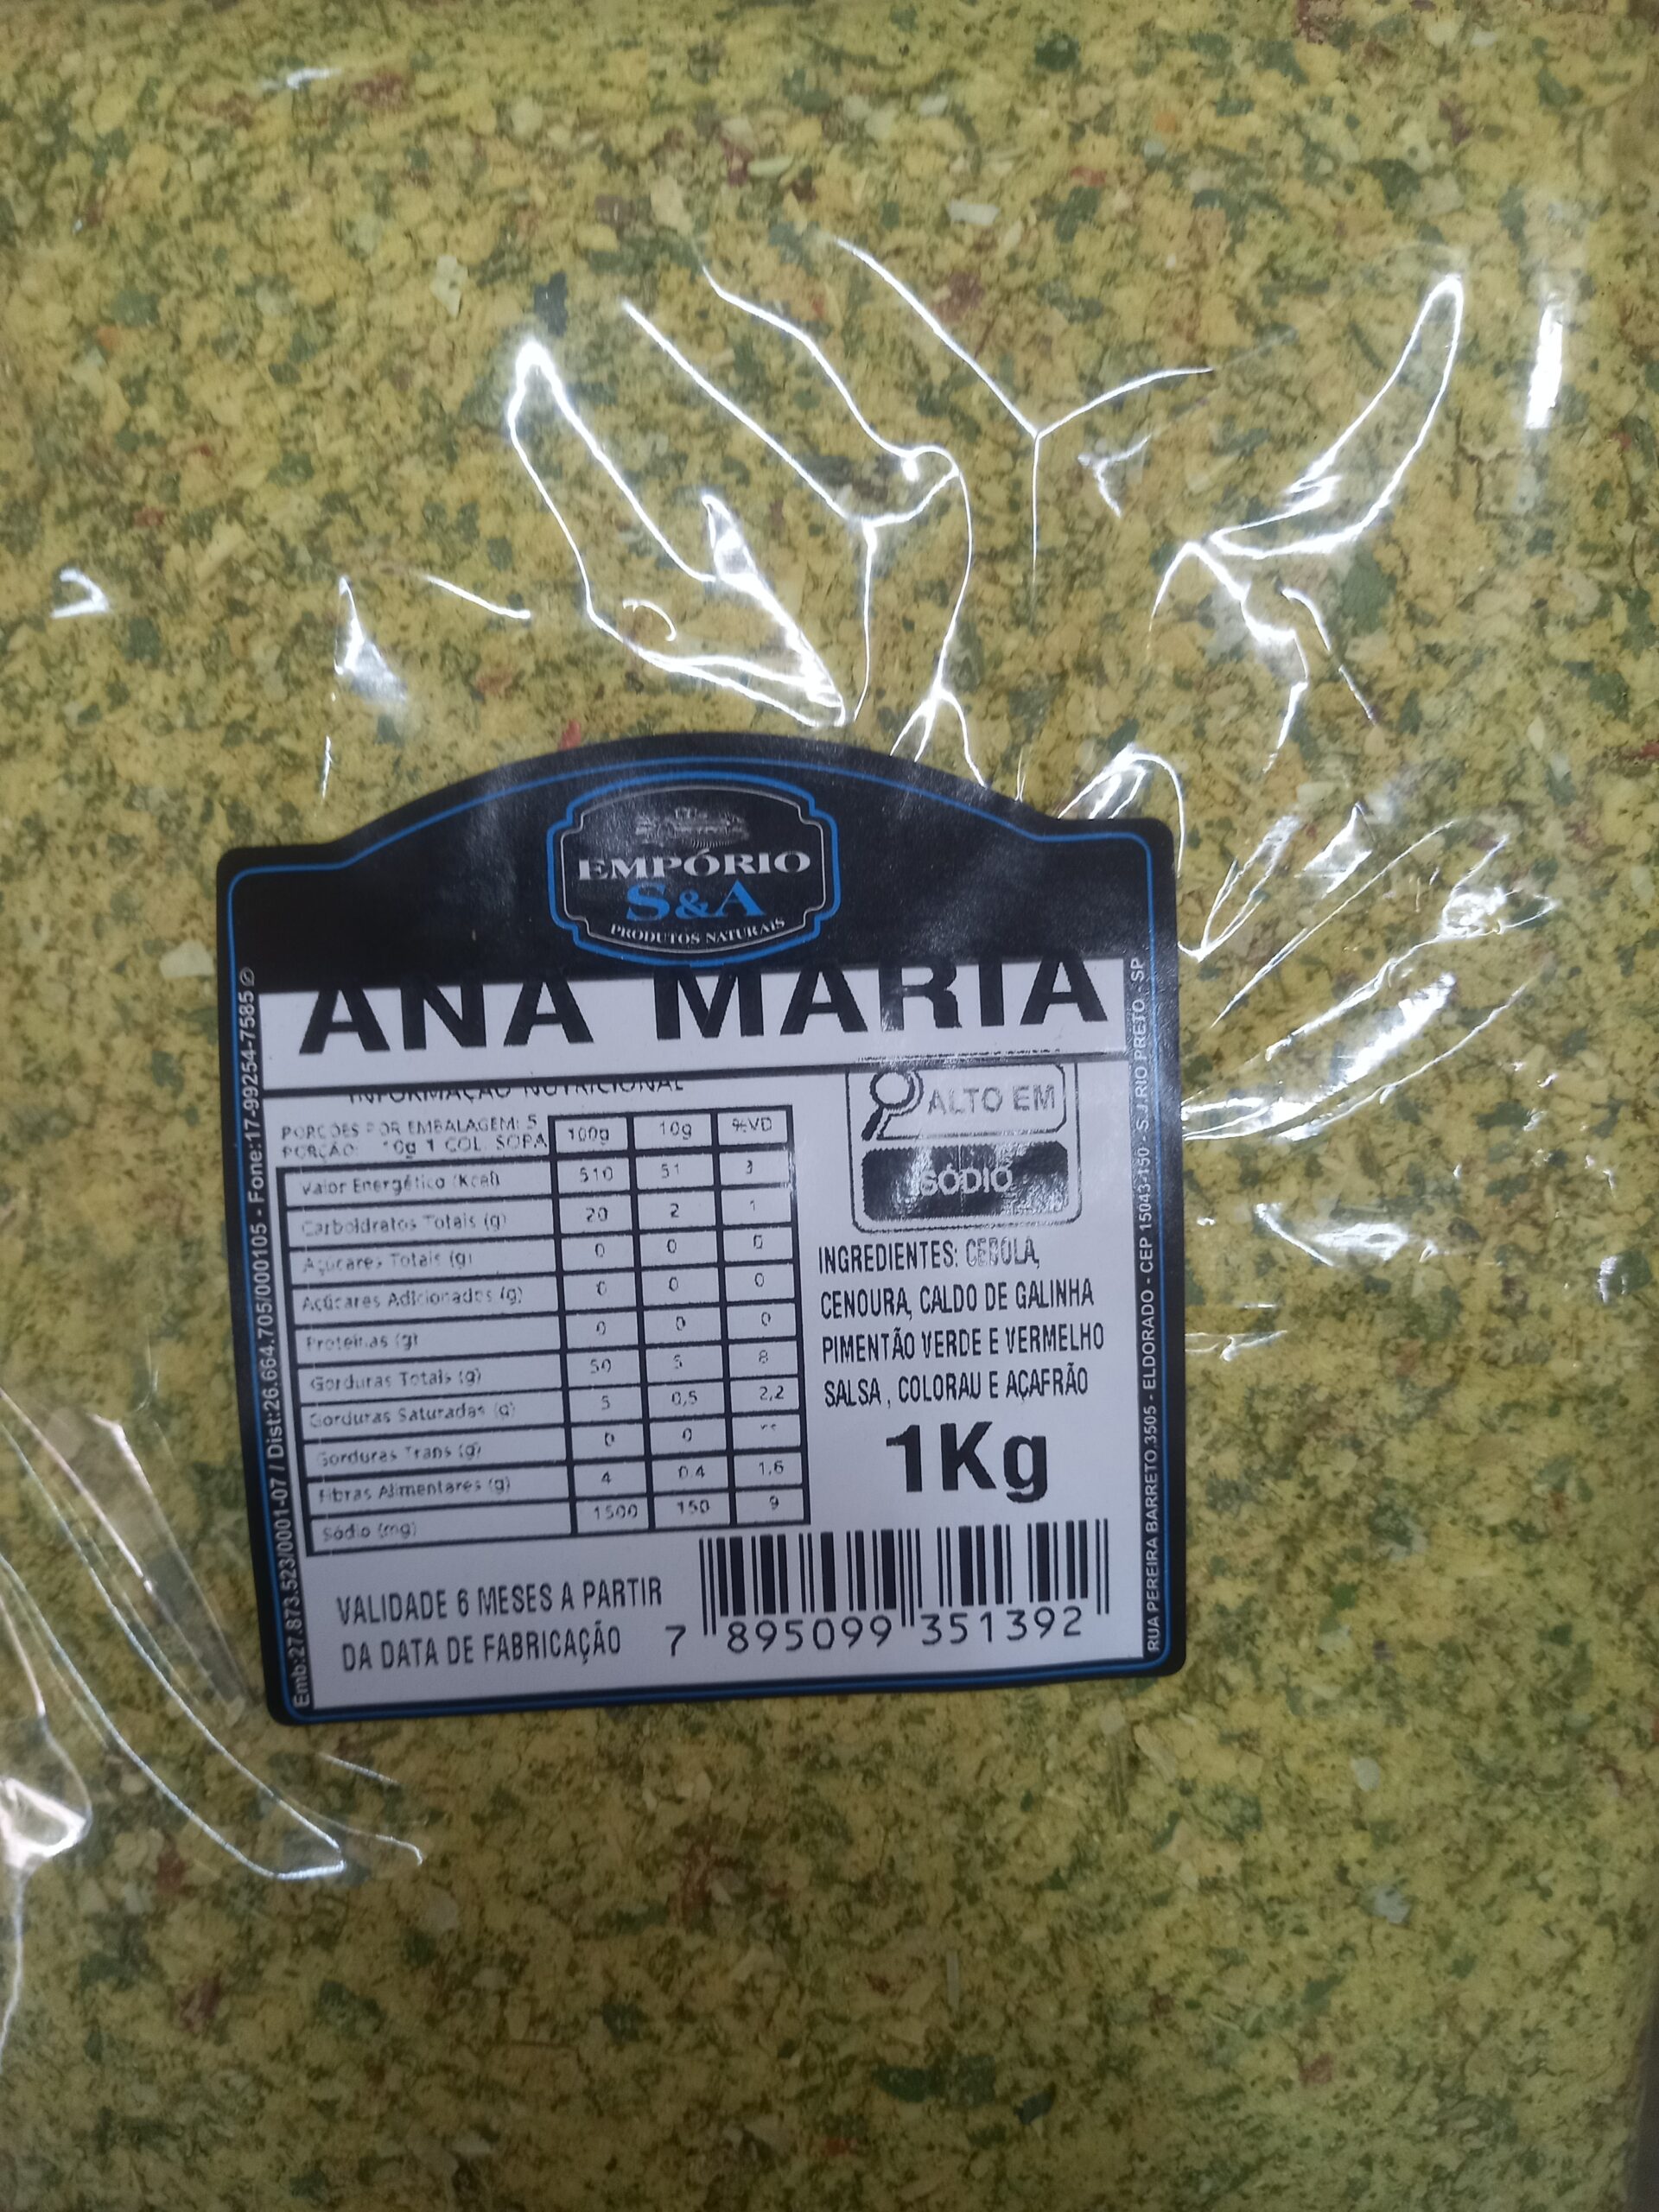 EMPÓRIO
S&A
PRODUTOS NATURAIS
ANA MARIA
INFORMAÇÃO NUTRICIONAL
PORÇÕES POR EMBALAGEM: 5
PORÇÃO: 10g 1 COL. SOPA
100g 10g %VD
Valor Energético (Kcal) 510 51 3
Carboidratos Totais (g) 20 2 1
Açúcares Totais (g) 0 0 0
Açúcares Adicionados (g) 0 0 0
Proteínas (g) 0 0 0
Gorduras Totais (g) 50 5 8
Gorduras Saturadas (g) 5 0,5 2,2
Gorduras Trans (g) 0 0 --
Fibras Alimentares (g) 4 0.4 1,6
Sódio (mg) 1500 150 9
ALTO EM
SÓDIO
INGREDIENTES: CEBOLA,
CENOURA, CALDO DE GALINHA
PIMENTÃO VERDE E VERMELHO
SALSA , COLORAU E AÇAFRÃO
1Kg
VALIDADE 6 MESES A PARTIR
DA DATA DE FABRICAÇÃO
7 895099 351392
Emb:27.873.523/0001-07 / Dist:26.664.705/000105 - Fone:17-99254-7585
RUA PEREIRA BARRETO,3505 - ELDORADO - CEP 15043-150 - S.J.RIO PRETO - SP